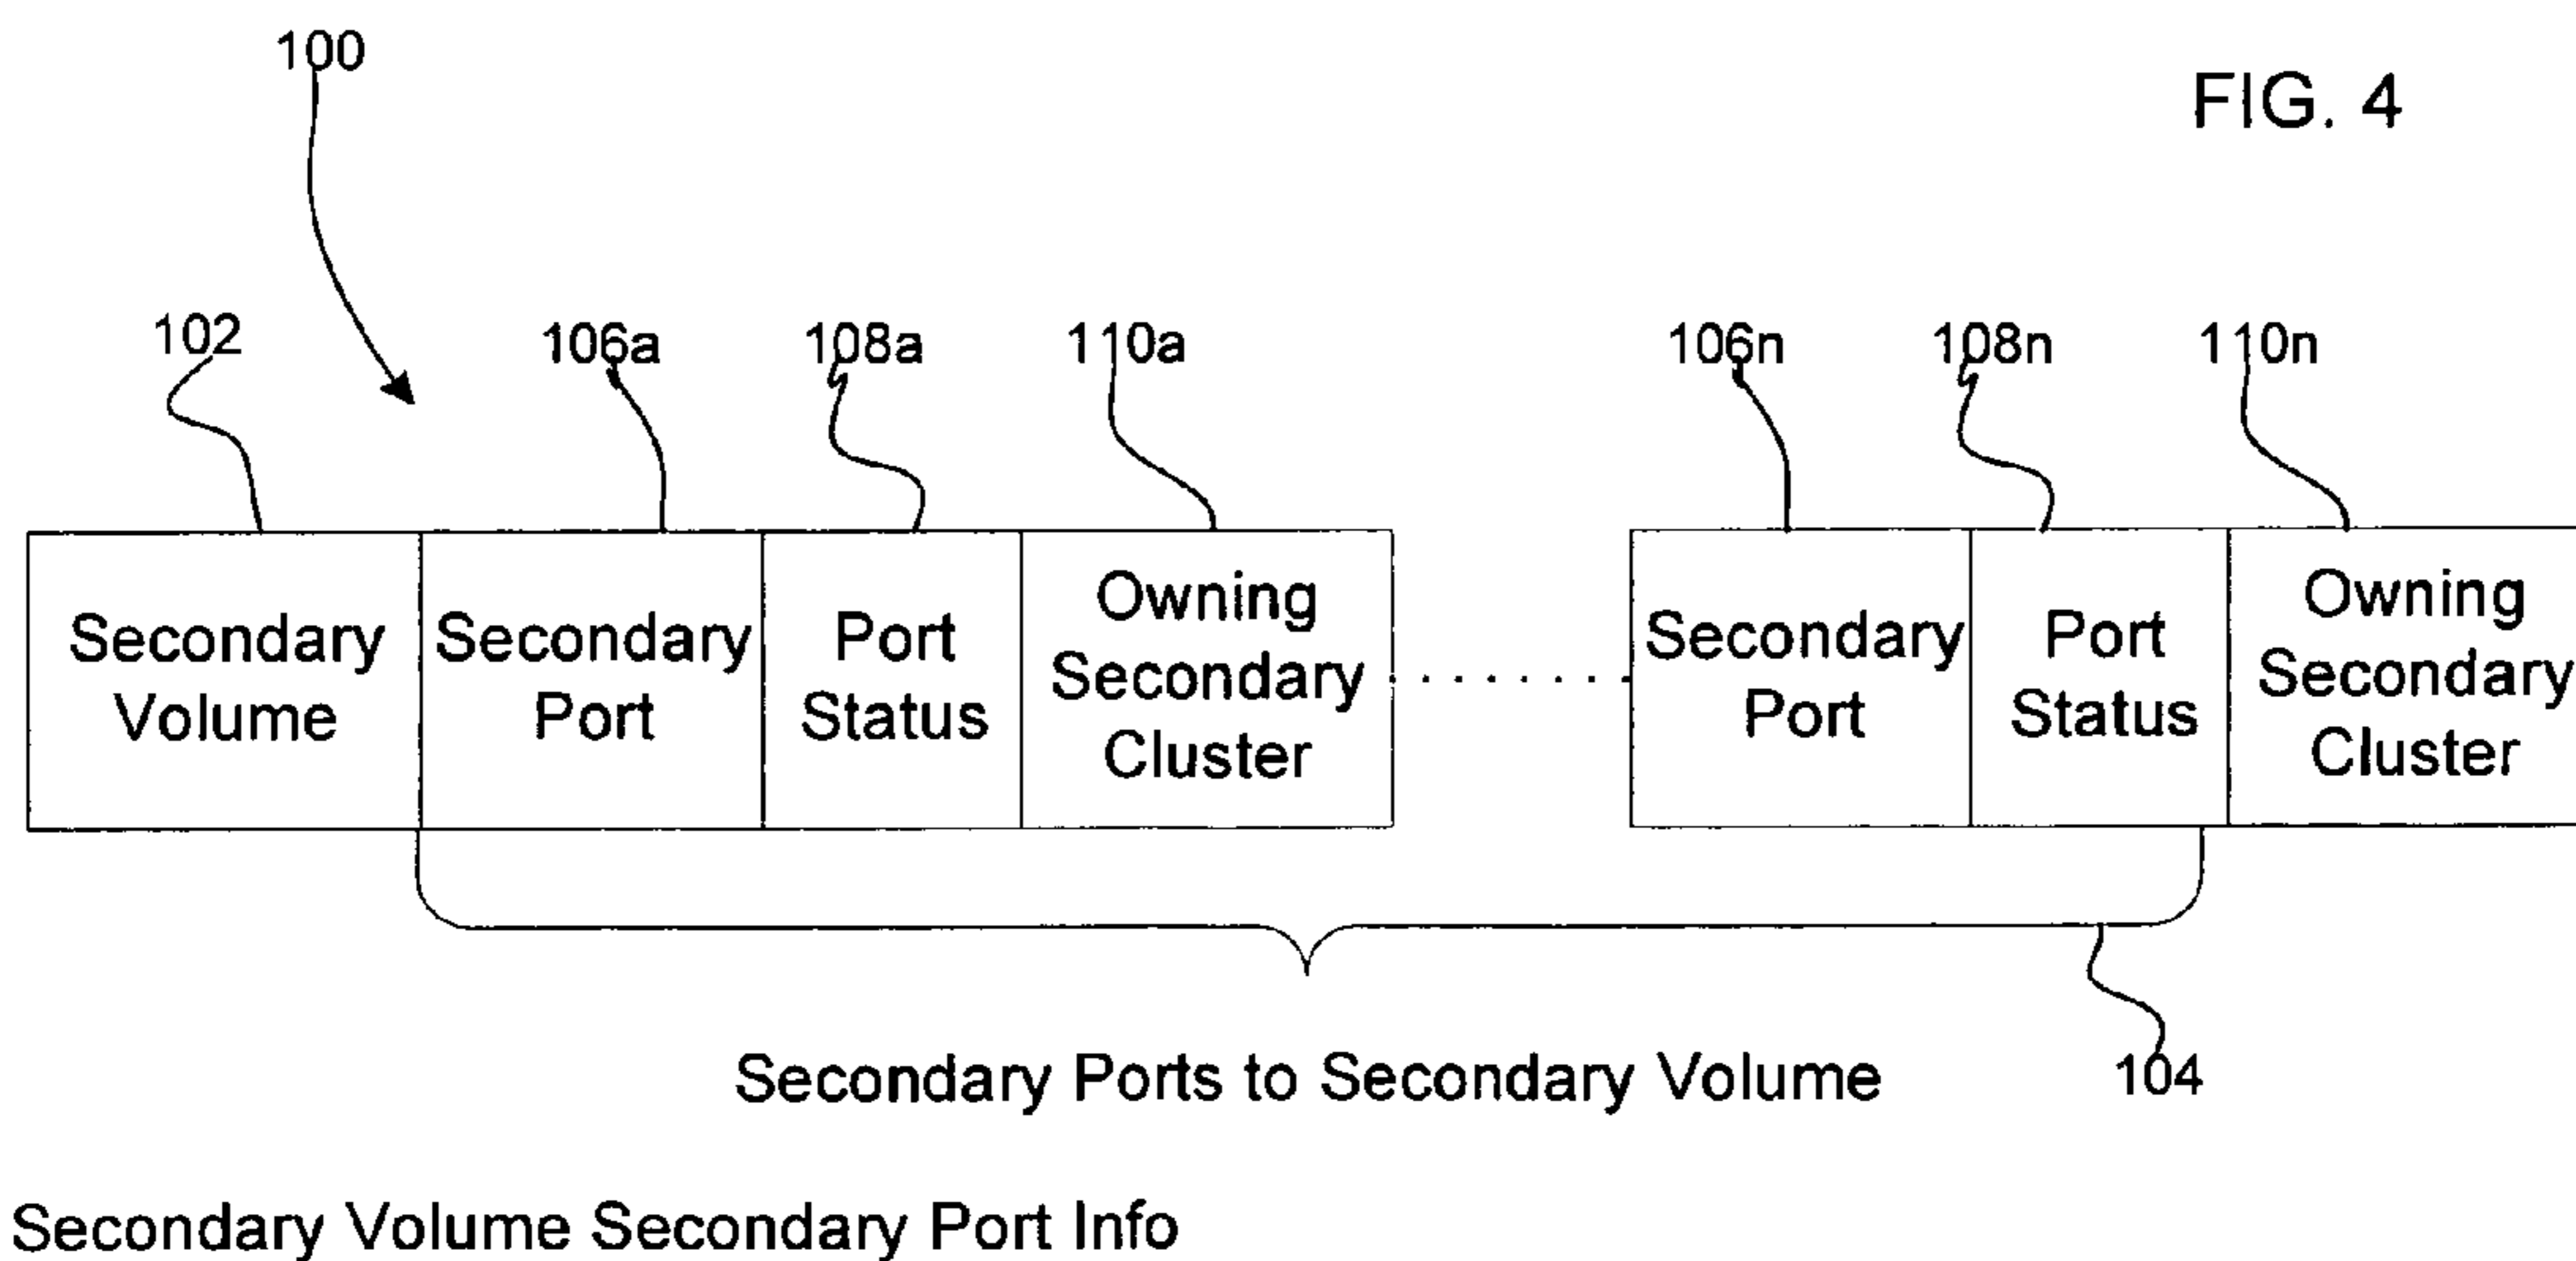 100
FIG. 4
102
106a
108a
110a
106n
108n
110n
Secondary
Volume
Secondary
Port
Port
Status
Owning
Secondary
Cluster
Secondary
Port
Port
Status
Owning
Secondary
Cluster
Secondary Ports to Secondary Volume
104
Secondary Volume Secondary Port Info